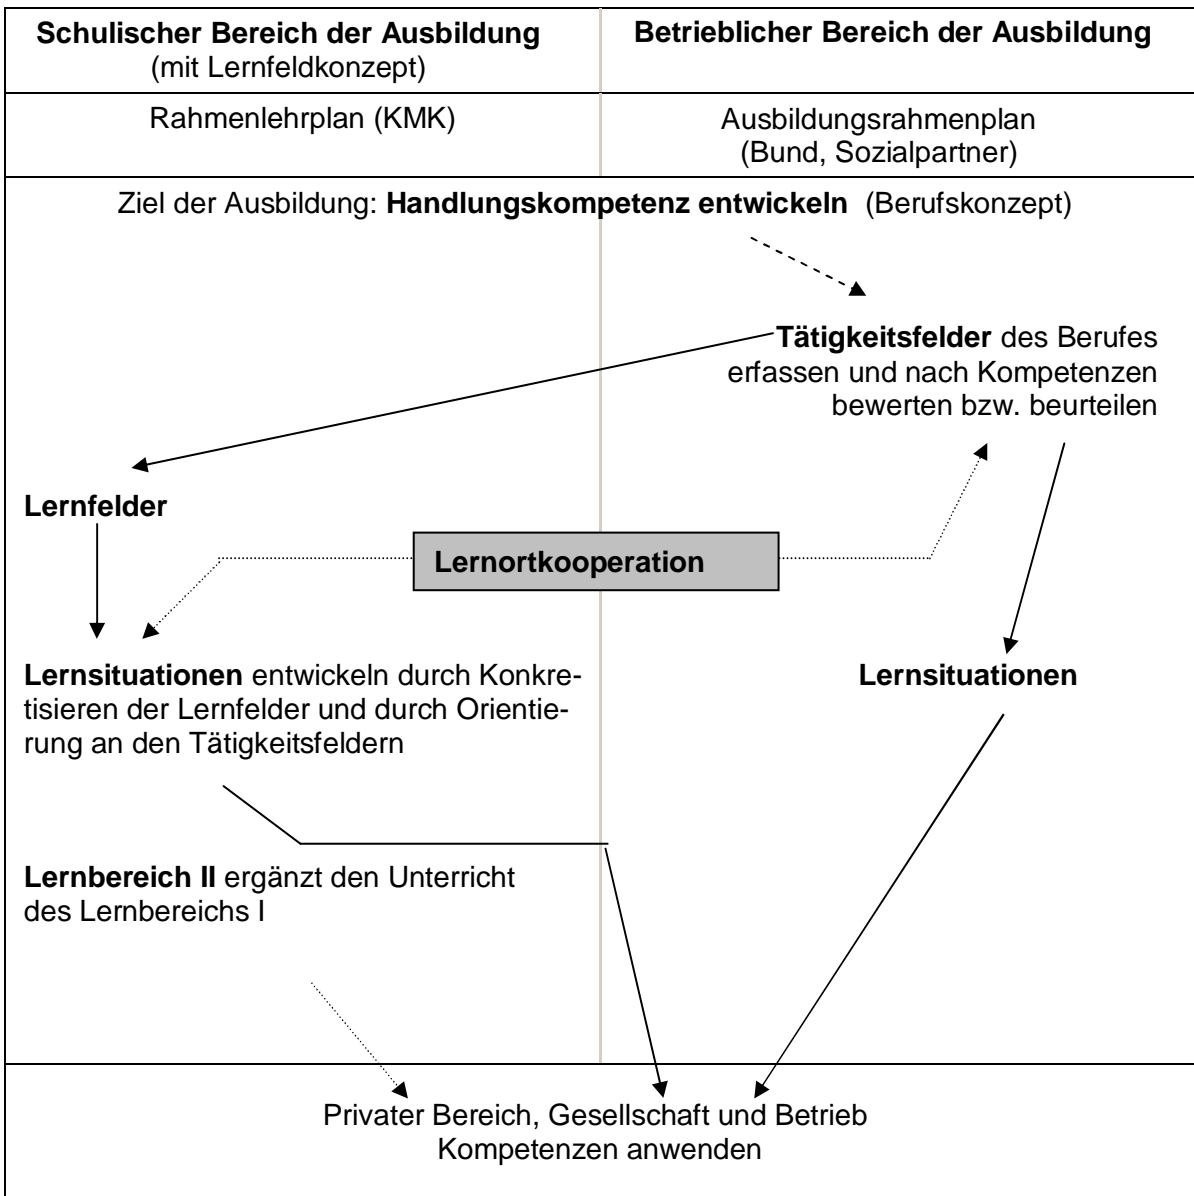 Schulischer Bereich der Ausbildung
(mit Lernfeldkonzept)
Betrieblicher Bereich der Ausbildung
Rahmenlehrplan (KMK)
Ausbildungsrahmenplan
(Bund, Sozialpartner)
Ziel der Ausbildung: Handlungskompetenz entwickeln (Berufskonzept)
Tätigkeitsfelder des Berufes
erfassen und nach Kompetenzen
bewerten bzw. beurteilen
Lernfelder
Lernortkooperation
Lernsituationen entwickeln durch Konkre-
tisieren der Lernfelder und durch Orientie-
rung an den Tätigkeitsfeldern
Lernsituationen
Lernbereich II ergänzt den Unterricht
des Lernbereichs I
Privater Bereich, Gesellschaft und Betrieb
Kompetenzen anwenden